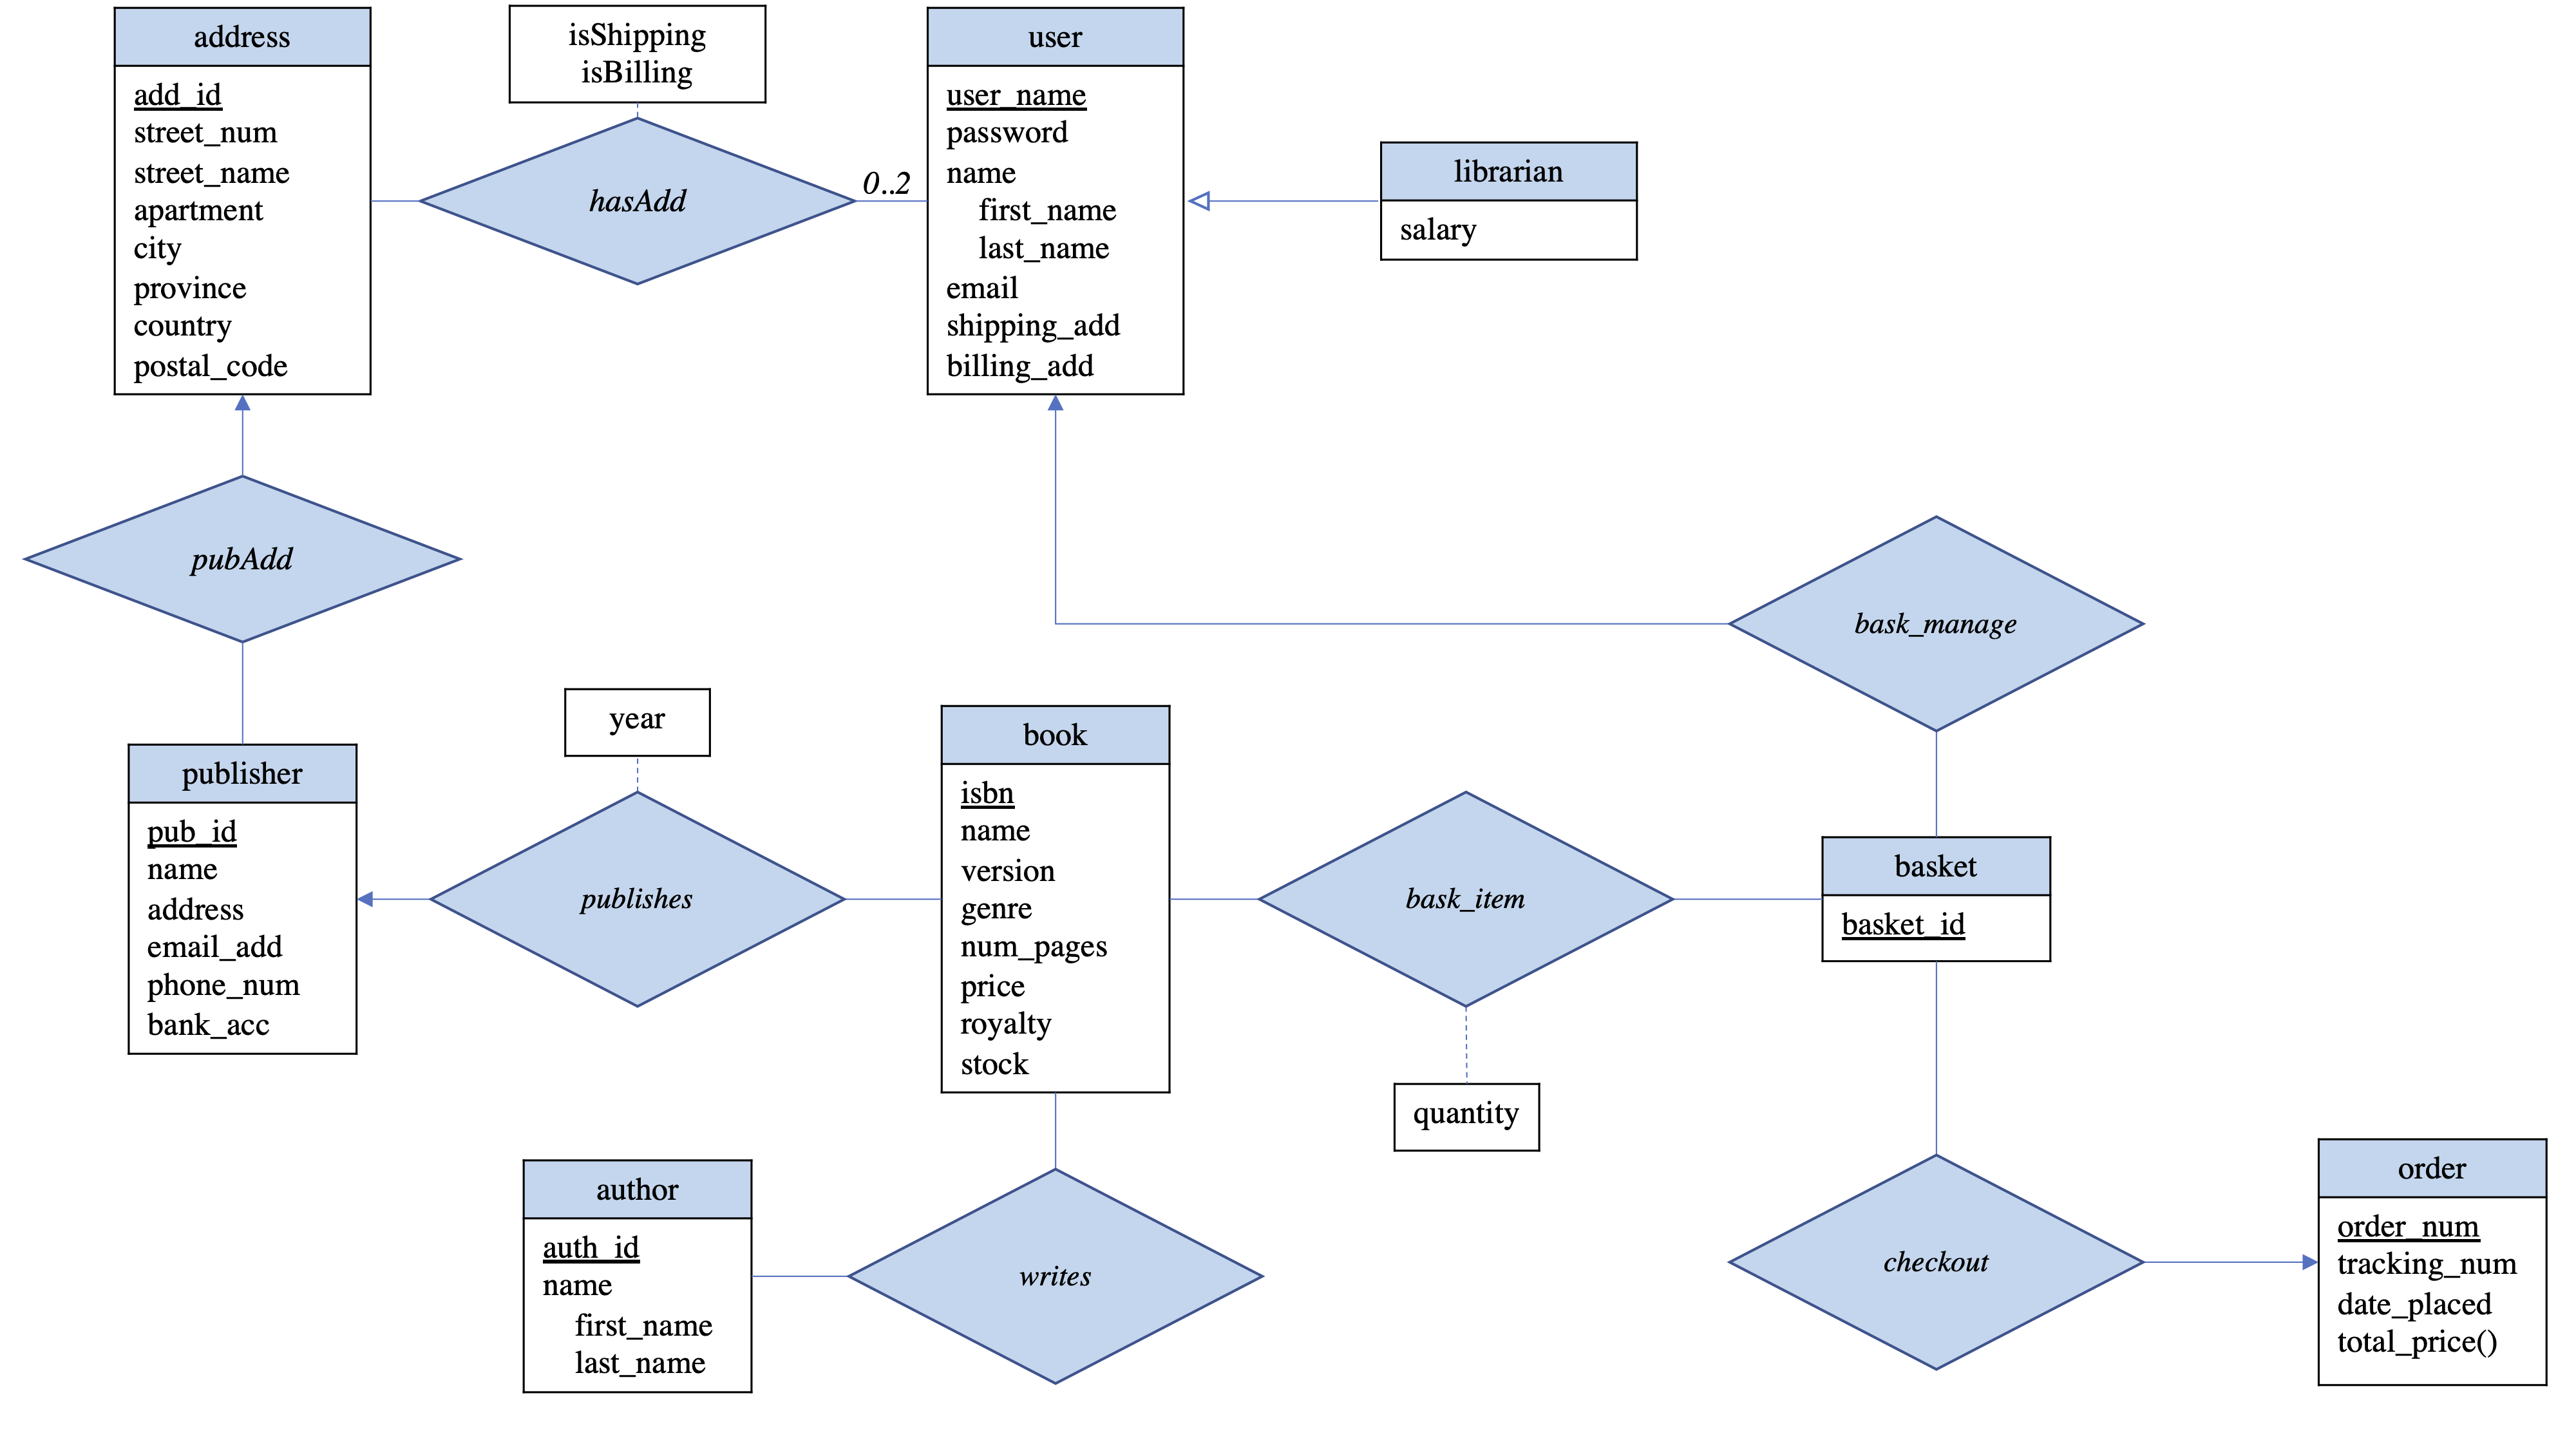 address
add_id
street_num
street_name
apartment
city
province
country
postal_code
isShipping
isBilling
hasAdd
0..2
user
user_name
password
name
first_name
last_name
email
shipping_add
billing_add
librarian
salary
pubAdd
bask_manage
publisher
pub_id
name
address
email_add
phone_num
bank_acc
year
publishes
book
isbn
name
version
genre
num_pages
price
royalty
stock
bask_item
quantity
basket
basket_id
author
auth_id
name
first_name
last_name
writes
checkout
order
order_num
tracking_num
date_placed
total_price()